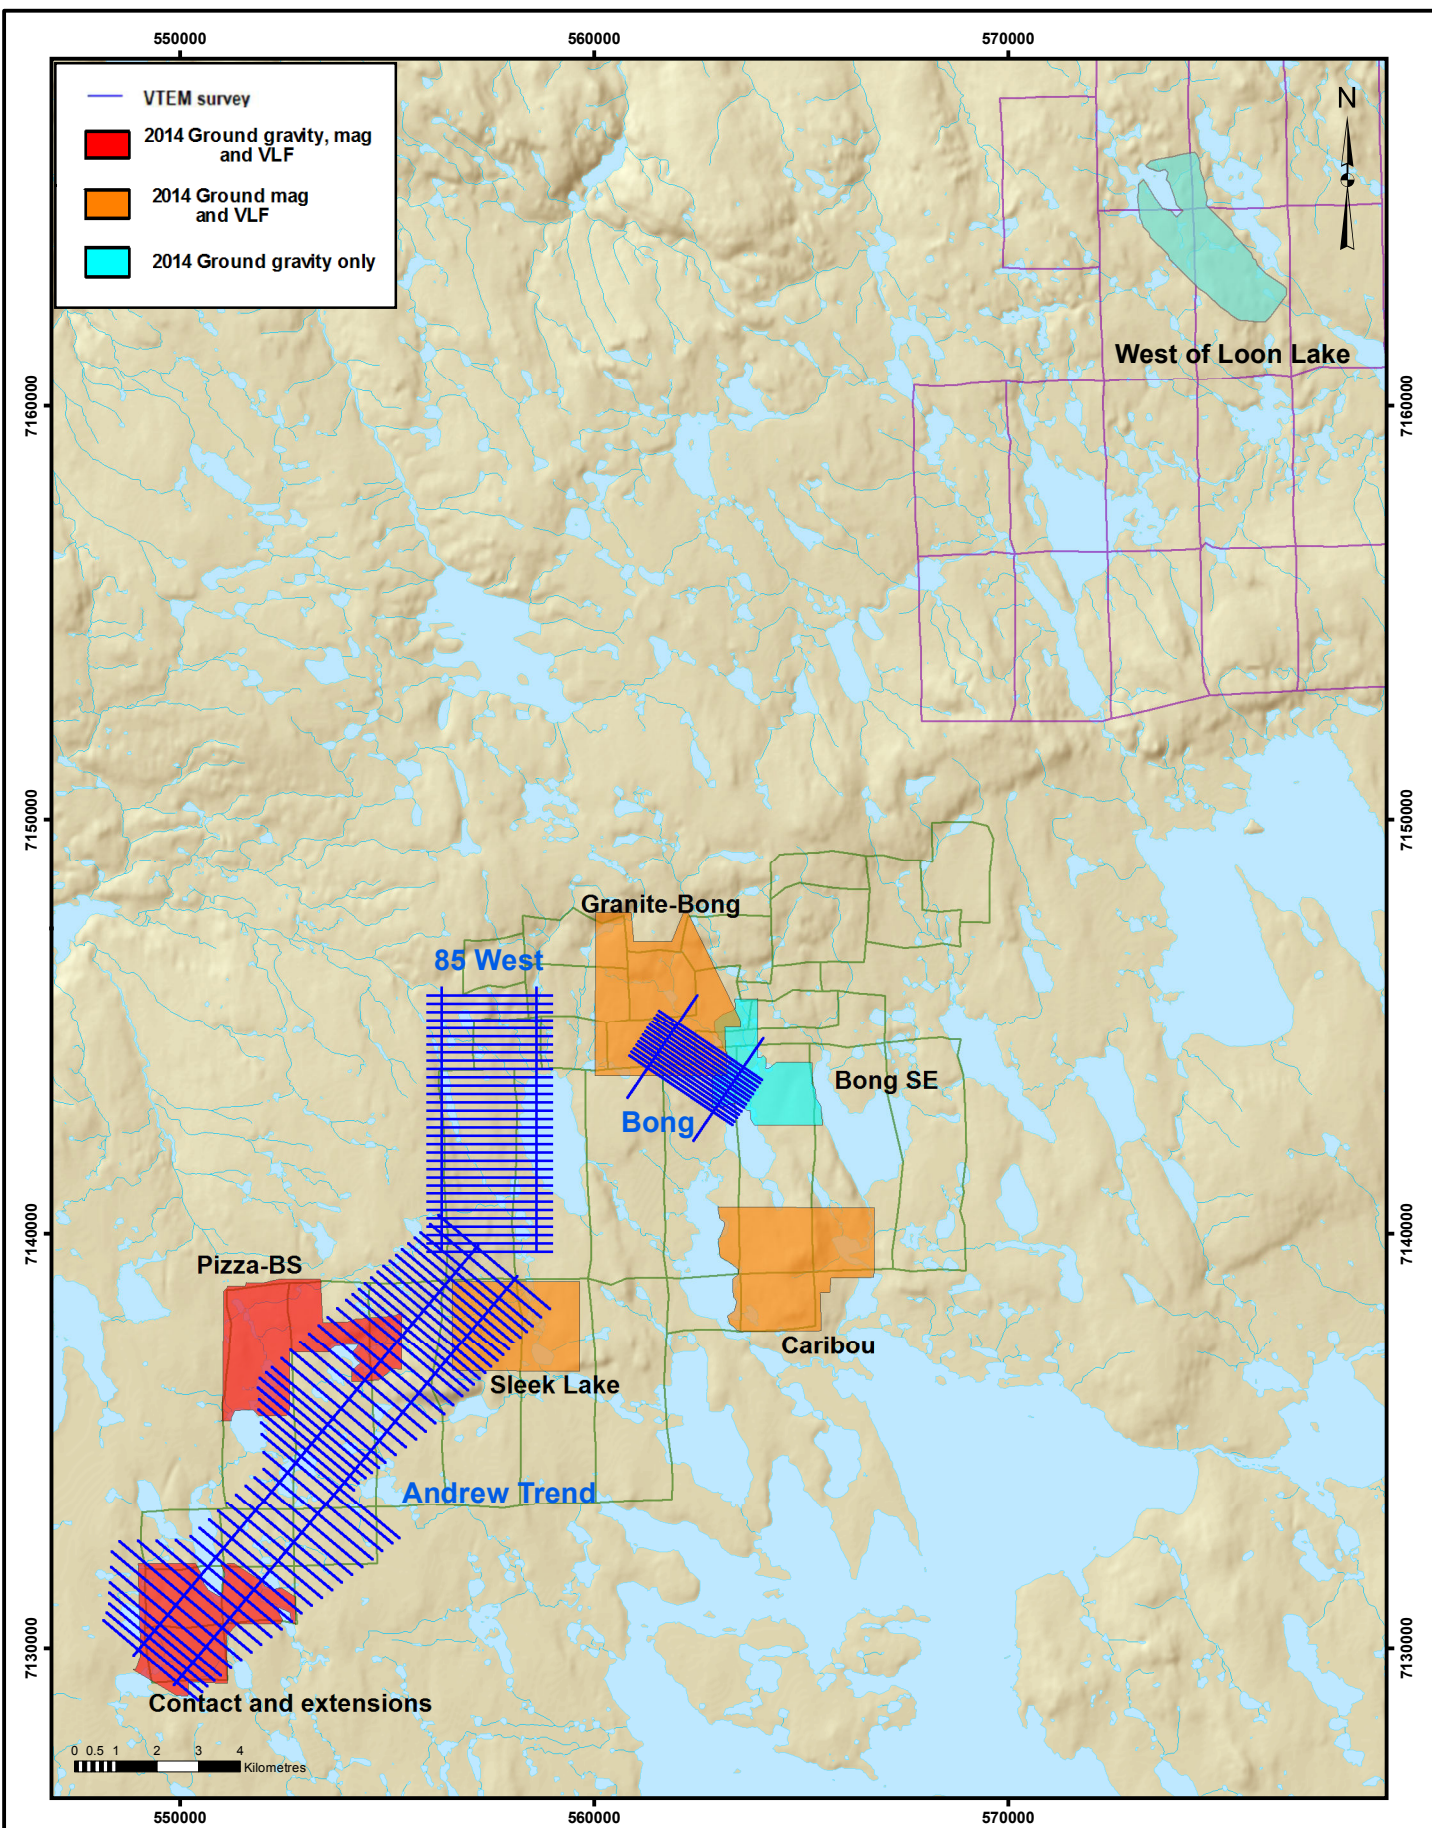 550000
560000
570000
VTEM survey
2014 Ground gravity, mag
and VLF
2014 Ground mag
and VLF
2014 Ground gravity only
N
West of Loon Lake
7160000
7160000
7150000
7150000
Granite-Bong
85 West
Bong SE
Bong
7140000
7140000
Pizza-BS
Caribou
Sleek Lake
Andrew Trend
7130000
7130000
Contact and extensions
0 0.5 1 2 3 4
Kilometres
550000
560000
570000